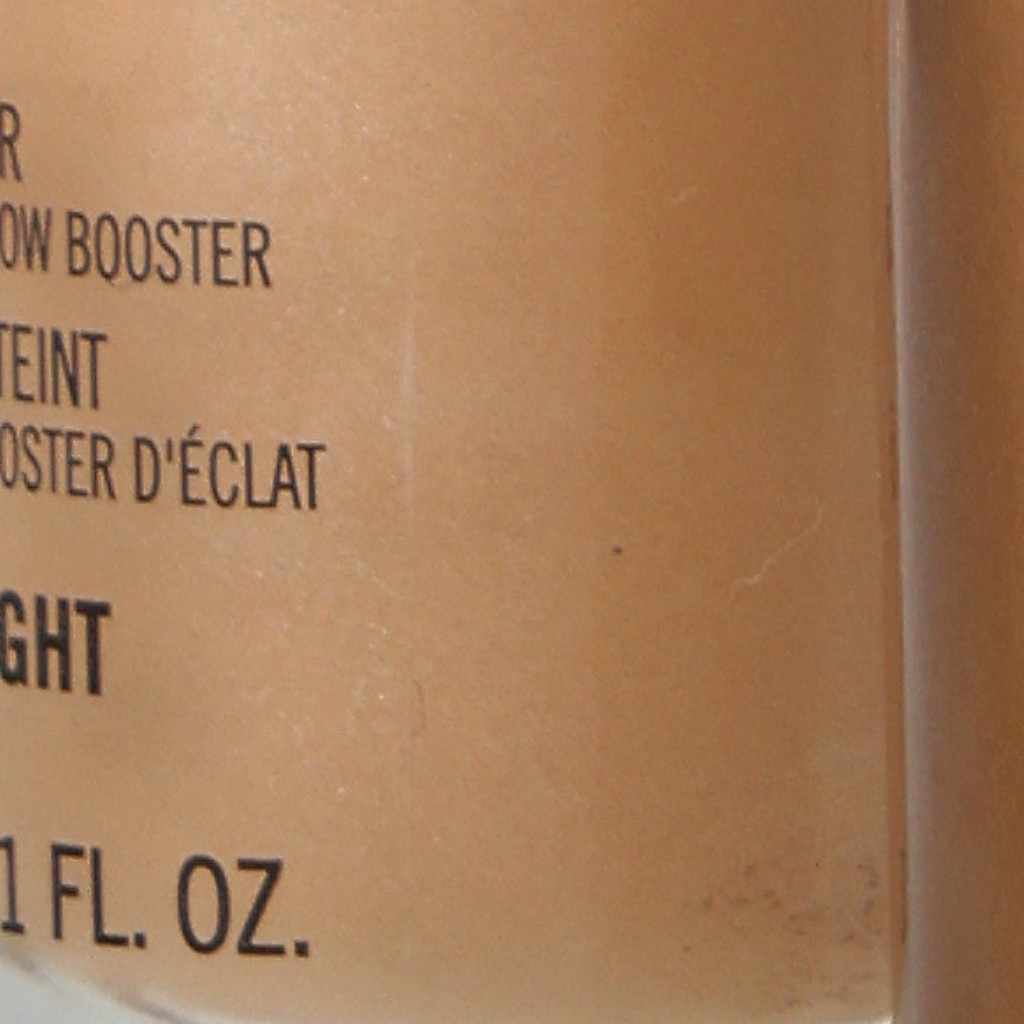 R
OW BOOSTER
TEINT
OSTER D'ÉCLAT
GHT
1 FL. OZ.